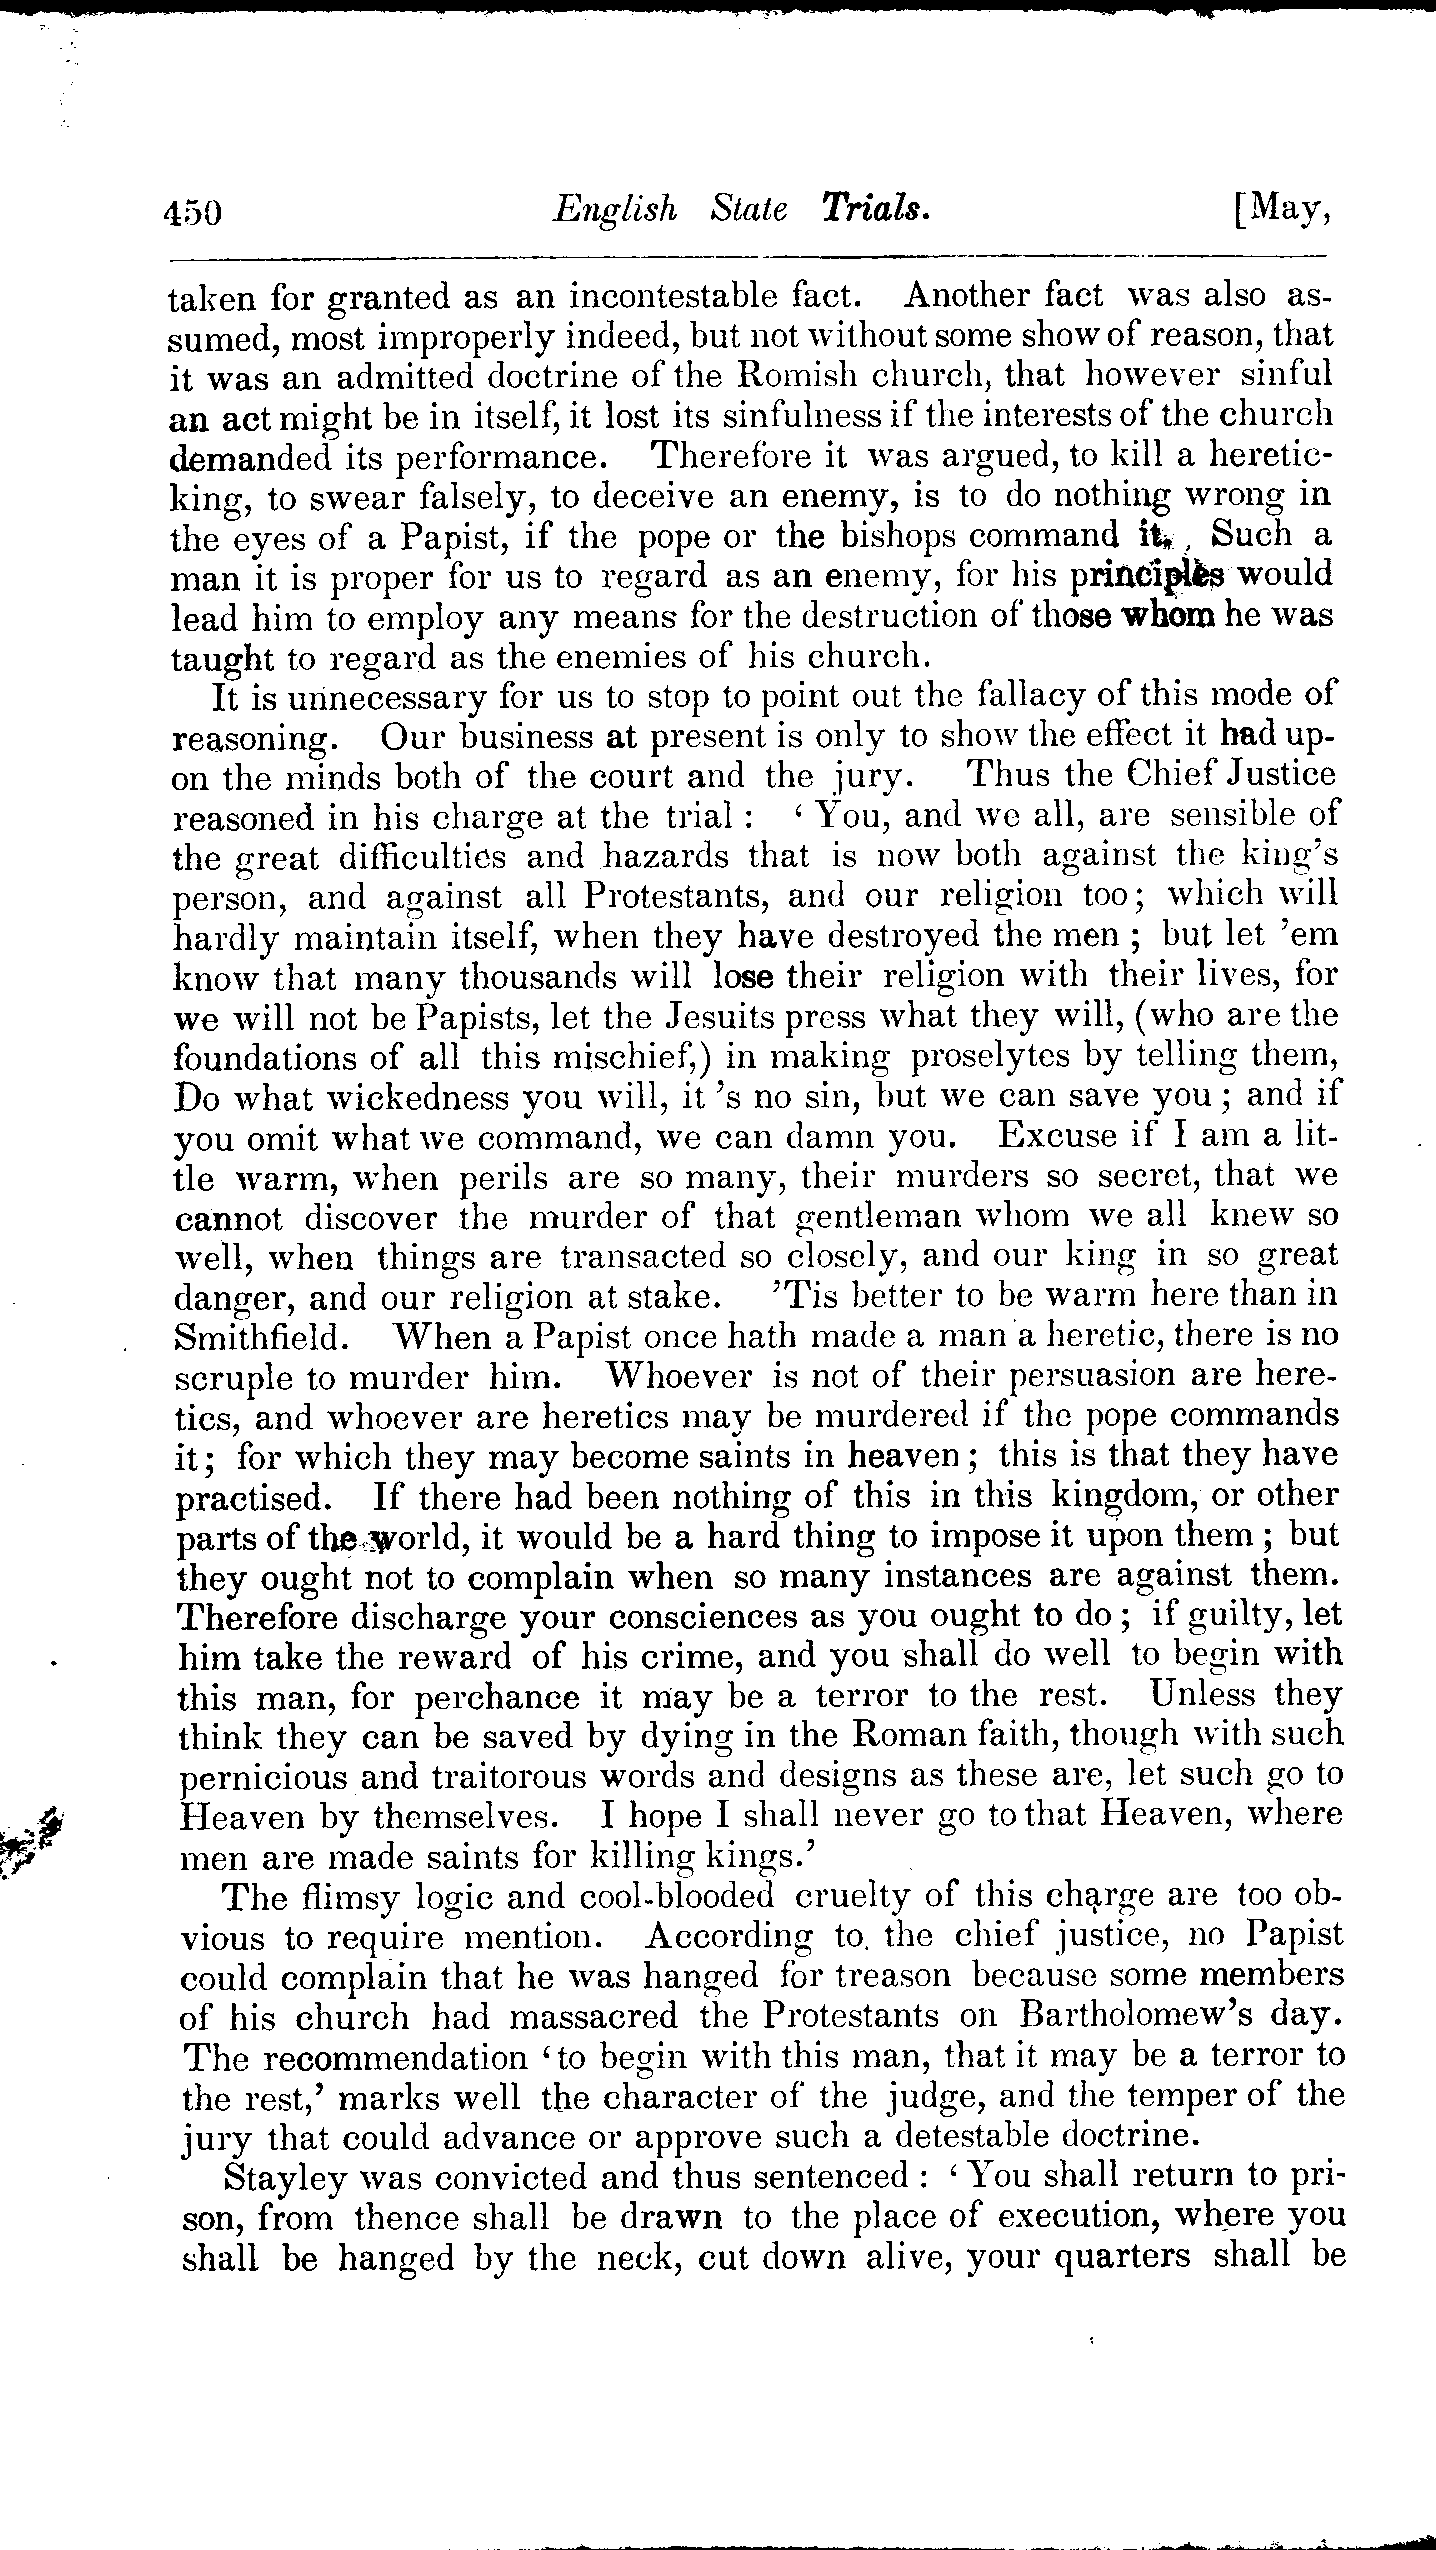 450 English State Trials. [May,
taken for granted as an incontestable fact. Another fact was also as-
sumed, most improperly indeed, but not without some show of reason, that
it was an admitted doctrine of the Romish church, that however sinful
an act might be in itself, it lost its sinfulness if the interests of the church
demanded its performance. Therefore it was argued, to kill a heretic-
king, to swear falsely, to deceive an enemy, is to do nothing wrong in
the eyes of a Papist, if the pope or the bishops command it. Such a
man it is proper for us to regard as an enemy, for his principles would
lead him to employ any means for the destruction of those whom he was
taught to regard as the enemies of his church.
It is unnecessary for us to stop to point out the fallacy of this mode of
reasoning. Our business at present is only to show the effect it had up-
on the minds both of the court and the jury. Thus the Chief Justice
reasoned in his charge at the trial : ‘ You, and we all, are sensible of
the great difficulties and hazards that is now both against the king's
person, and against all Protestants, and our religion too; which will
hardly maintain itself, when they have destroyed the men ; but let 'em
know that many thousands will lose their religion with their lives, for
we will not be Papists, let the Jesuits press what they will, (who are the
foundations of all this mischief,) in making proselytes by telling them,
Do what wickedness you will, it 's no sin, but we can save you ; and if
you omit what we command, we can damn you. Excuse if I am a lit-
tle warm, when perils are so many, their murders so secret, that we
cannot discover the murder of that gentleman whom we all knew so
well, when things are transacted so closely, and our king in so great
danger, and our religion at stake. 'Tis better to be warm here than in
Smithfield. When a Papist once hath made a man a heretic, there is no
scruple to murder him. Whoever is not of their persuasion are here-
tics, and whoever are heretics may be murdered if the pope commands
it; for which they may become saints in heaven ; this is that they have
practised. If there had been nothing of this in this kingdom, or other
parts of the world, it would be a hard thing to impose it upon them ; but
they ought not to complain when so many instances are against them.
Therefore discharge your consciences as you ought to do ; if guilty, let
him take the reward of his crime, and you shall do well to begin with
this man, for perchance it may be a terror to the rest. Unless they
think they can be saved by dying in the Roman faith, though with such
pernicious and traitorous words and designs as these are, let such go to
Heaven by themselves. I hope I shall never go to that Heaven, where
men are made saints for killing kings.’
The flimsy logic and cool-blooded cruelty of this charge are too ob-
vious to require mention. According to the chief justice, no Papist
could complain that he was hanged for treason because some members
of his church had massacred the Protestants on Bartholomew's day.
The recommendation ‘to begin with this man, that it may be a terror to
the rest,’ marks well the character of the judge, and the temper of the
jury that could advance or approve such a detestable doctrine.
Stayley was convicted and thus sentenced : ‘ You shall return to pri-
son, from thence shall be drawn to the place of execution, where you
shall be hanged by the neck, cut down alive, your quarters shall be